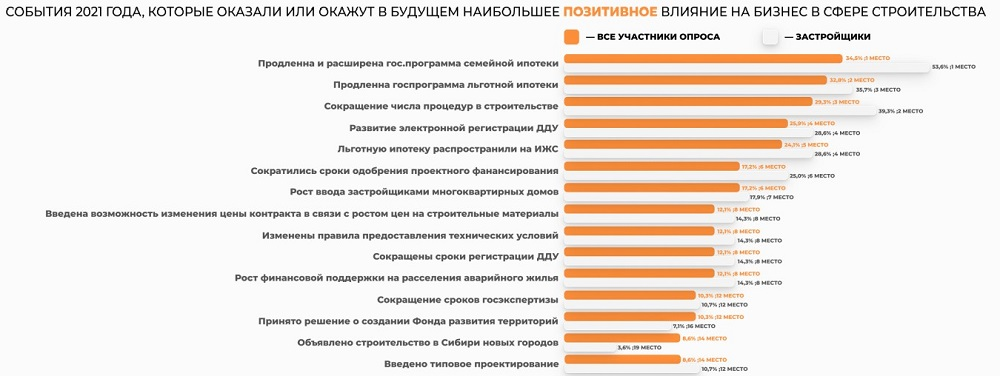 СОБЫТИЯ 2021 ГОДА, КОТОРЫЕ ОКАЗАЛИ ИЛИ ОКАЖУТ В БУДУЩЕМ НАИБОЛЬШЕЕ ПОЗИТИВНОЕ ВЛИЯНИЕ НА БИЗНЕС В СФЕРЕ СТРОИТЕЛЬСТВА
— ВСЕ УЧАСТНИКИ ОПРОСА — ЗАСТРОЙЩИКИ
Продленна и расширена гос.программа семейной ипотеки 34,5% ;1 МЕСТО
53,6% ;1 МЕСТО
Продленна госпрограмма льготной ипотеки 32,8% ;2 МЕСТО
35,7% ;3 МЕСТО
Сокращение числа процедур в строительстве 29,3% ;3 МЕСТО
39,3% ;2 МЕСТО
Развитие электронной регистрации ДДУ 25,9% ;4 МЕСТО
28,6% ;4 МЕСТО
Льготную ипотеку распространили на ИЖС 24,1% ;5 МЕСТО
28,6% ;4 МЕСТО
Сократились сроки одобрения проектного фанансирования 17,2% ;6 МЕСТО
25,0% ;6 МЕСТО
Рост ввода застройщиками многоквартирных домов 17,2% ;6 МЕСТО
17,9% ;7 МЕСТО
Введена возможность изменения цены контракта в связи с ростом цен на строительные материалы 12,1% ;8 МЕСТО
14,3% ;8 МЕСТО
Изменены правила предоставления технических условий 12,1% ;8 МЕСТО
14,3% ;8 МЕСТО
Сокращены сроки регистрации ДДУ 12,1% ;8 МЕСТО
14,3% ;8 МЕСТО
Рост финансовой поддержки на расселения аварийного жилья 12,1% ;8 МЕСТО
14,3% ;8 МЕСТО
Сокращение сроков госэкспертизы 10,3% ;12 МЕСТО
10,7% ;12 МЕСТО
Принято решение о создании Фонда развития территорий 10,3% ;12 МЕСТО
7,1% ;16 МЕСТО
Объявлено строительство в Сибири новых городов 8,6% ;14 МЕСТО
3,6% ;19 МЕСТО
Введено типовое проектирование 8,6% ;14 МЕСТО
10,7% ;12 МЕСТО